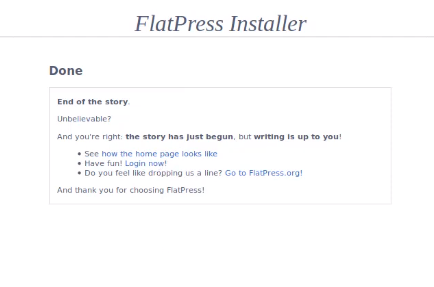 FlatPress Installer
Done
End of the story.
Unbelievable?
And you're right: the story has just begun, but writing is up to you!
See how the home page looks like
Have fun! Login now!
Do you feel like dropping us a line? Go to FlatPress.org!
And thank you for choosing FlatPress!